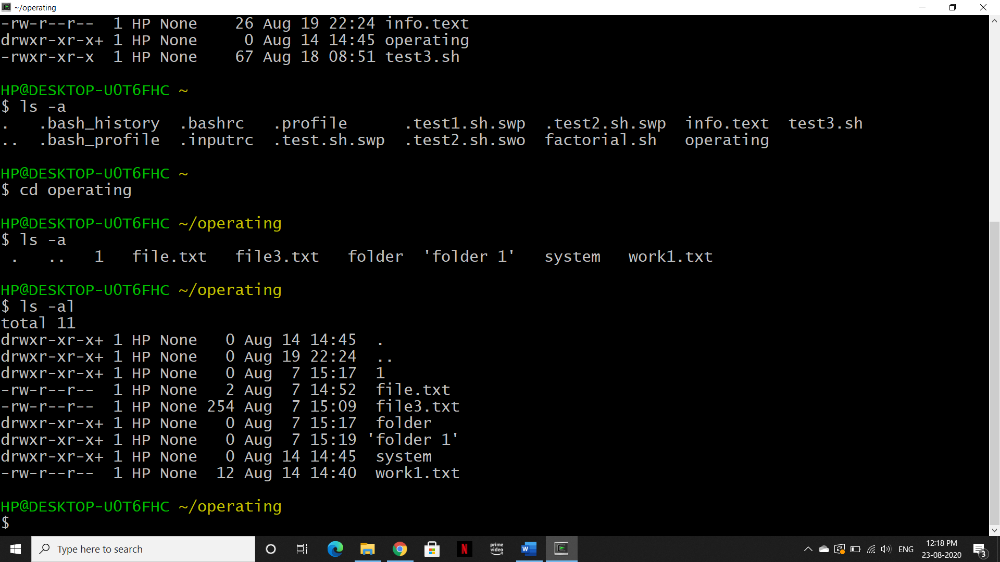 ~/operating
-rw-r--r--  1 HP None    26 Aug 19 22:24 info.text
drwxr-xr-x+ 1 HP None     0 Aug 14 14:45 operating
-rwxr-xr-x  1 HP None    67 Aug 18 08:51 test3.sh
HP@DESKTOP-U0T6FHC ~
$ ls -a
.   .bash_history  .bashrc   .profile      .test1.sh.swp  .test2.sh.swp  info.text  test3.sh
..  .bash_profile  .inputrc  .test.sh.swp  .test2.sh.swo  factorial.sh   operating
HP@DESKTOP-U0T6FHC ~
$ cd operating
HP@DESKTOP-U0T6FHC ~/operating
$ ls -a
 .   ..   1   file.txt   file3.txt   folder  'folder 1'   system   work1.txt
HP@DESKTOP-U0T6FHC ~/operating
$ ls -al
total 11
drwxr-xr-x+ 1 HP None   0 Aug 14 14:45  .
drwxr-xr-x+ 1 HP None   0 Aug 19 22:24  ..
drwxr-xr-x+ 1 HP None   0 Aug  7 15:17  1
-rw-r--r--  1 HP None   2 Aug  7 14:52  file.txt
-rw-r--r--  1 HP None 254 Aug  7 15:09  file3.txt
drwxr-xr-x+ 1 HP None   0 Aug  7 15:17  folder
drwxr-xr-x+ 1 HP None   0 Aug  7 15:19 'folder 1'
drwxr-xr-x+ 1 HP None   0 Aug 14 14:45  system
-rw-r--r--  1 HP None  12 Aug 14 14:40  work1.txt
HP@DESKTOP-U0T6FHC ~/operating
$
Type here to search
N
prime video
W
ENG
12:18 PM
23-08-2020
3